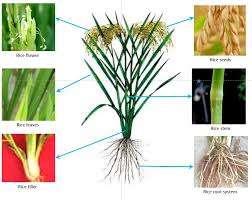 Rice flower
Rice seeds
Rice leaves
Rice stem
Rice tiller
Rice root system